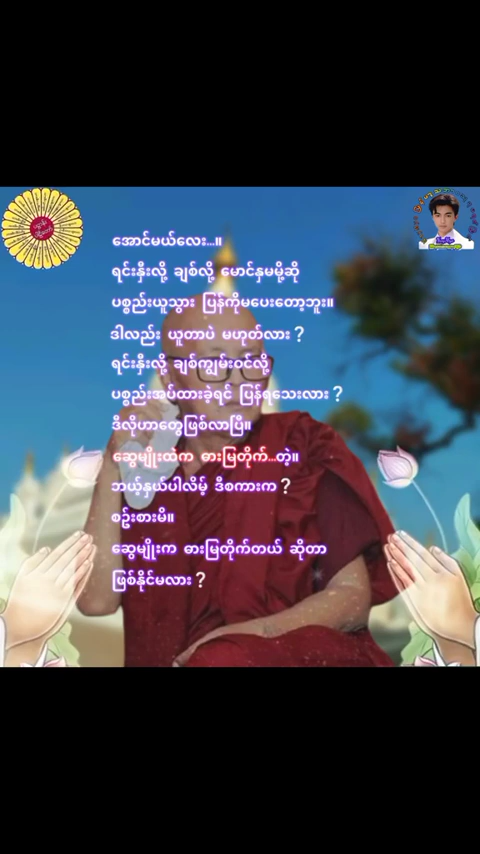 အောင်မယ်လေး...။
ရင်းနှီးလို့ ချစ်လို့ မောင်နှမမို့ဆို
ပစ္စည်းယူသွား ပြန်ကိုမပေးတော့ဘူး။
ဒါလည်း ယူတာပဲ မဟုတ်လား ?
ရင်းနှီးလို့ ချစ်ကျွမ်းဝင်လို့
ပစ္စည်းအပ်ထားခဲ့ရင် ပြန်ရသေးလား ?
ဒီလိုဟာတွေဖြစ်လာပြီ။
ဆွေမျိုးထဲက ဓားမြတိုက်...တဲ့။
ဘယ့်နှယ်ပါလိမ့် ဒီစကားက ?
စဉ်းစားမိ။
ဆွေမျိုးက ဓားမြတိုက်တယ် ဆိုတာ
ဖြစ်နိုင်မလား ?